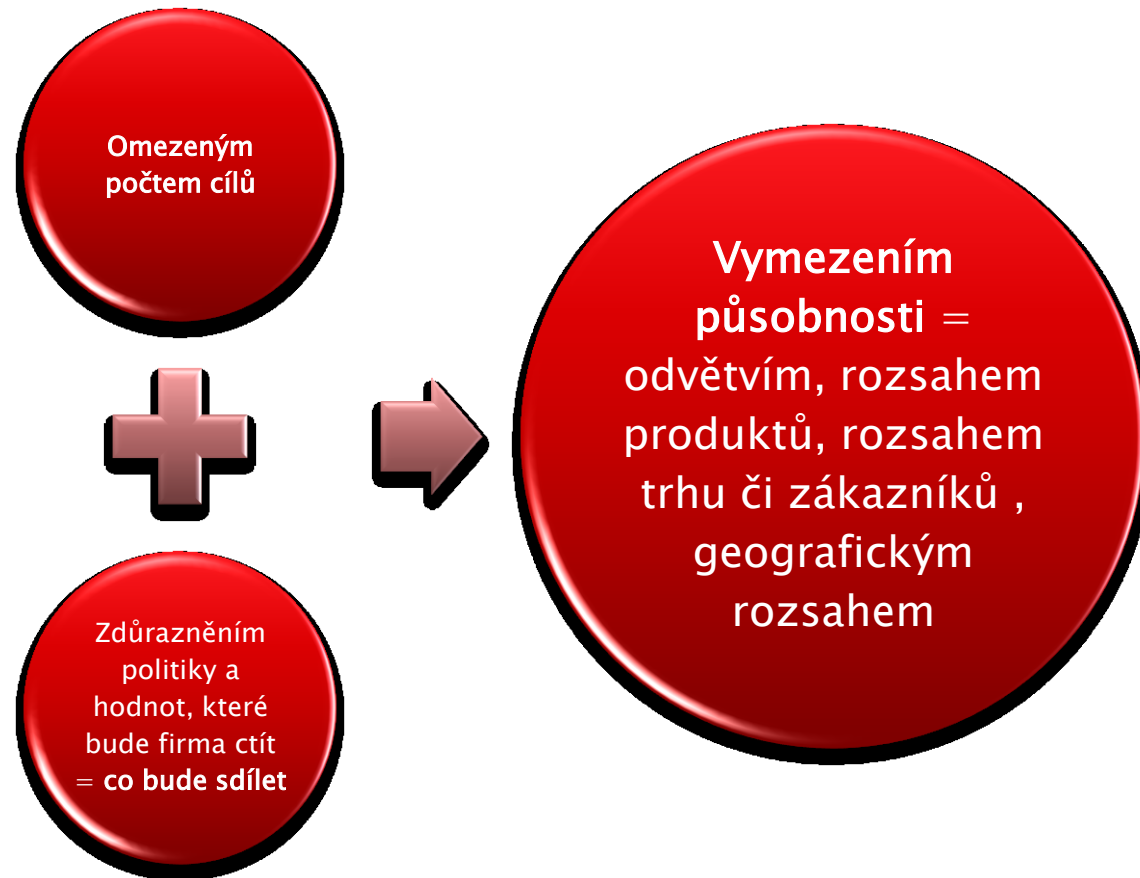 Omezeným
počtem cílů
Zdůrazněním
politiky a
hodnot, které
bude firma ctít
= co bude sdílet
Vymezením
působnosti =
odvětvím, rozsahem
produktů, rozsahem
trhu či zákazníků ,
geografickým
rozsahem